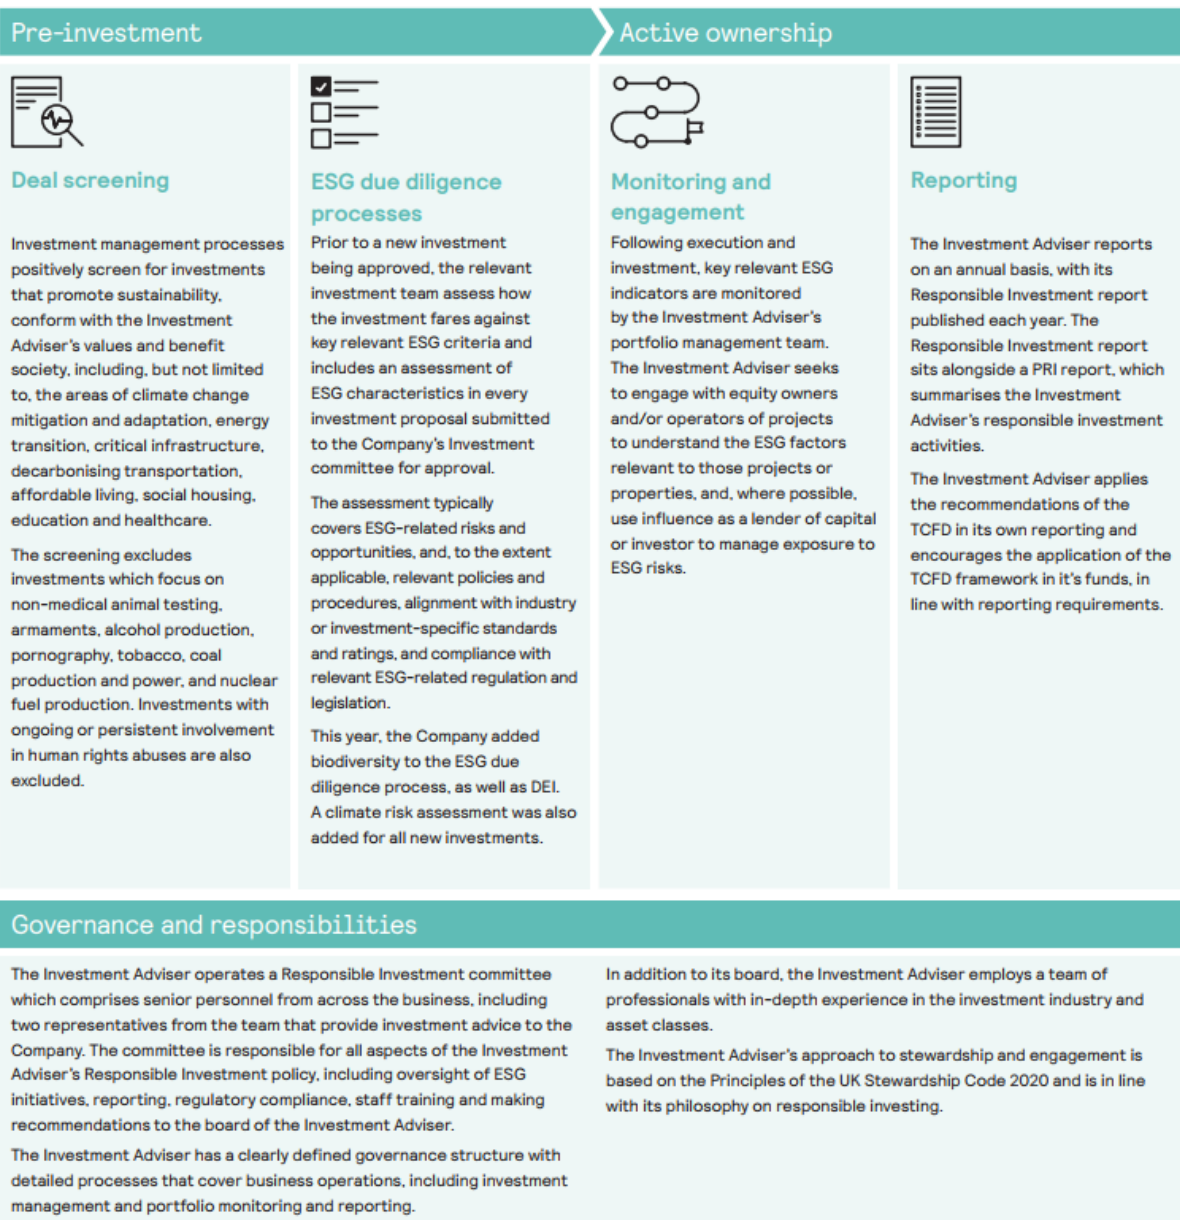 Pre-investment
Active ownership
Deal screening
Investment management processes
positively screen for investments
that promote sustainability,
conform with the Investment
Adviser's values and benefit
society, including, but not limited
to, the areas of climate change
mitigation and adaptation, energy
transition, critical infrastructure,
decarbonising transportation,
affordable living, social housing,
education and healthcare.
The screening excludes
investments which focus on
non-medical animal testing,
armaments, alcohol production,
pornography, tobacco, coal
production and power, and nuclear
fuel production. Investments with
ongoing or persistent involvement
in human rights abuses are also
excluded.
ESG due diligence
processes
Prior to a new investment
being approved, the relevant
investment team assess how
the investment fares against
key relevant ESG criteria and
includes an assessment of
ESG characteristics in every
investment proposal submitted
to the Company's Investment
committee for approval.
The assessment typically
covers ESG-related risks and
opportunities, and, to the extent
applicable, relevant policies and
procedures, alignment with industry
or investment-specific standards
and ratings, and compliance with
relevant ESG-related regulation and
legislation.
This year, the Company added
biodiversity to the ESG due
diligence process, as well as DEI.
A climate risk assessment was also
added for all new investments.
Monitoring and
engagement
Following execution and
investment, key relevant ESG
indicators are monitored
by the Investment Adviser's
portfolio management team.
The Investment Adviser seeks
to engage with equity owners
and/or operators of projects
to understand the ESG factors
relevant to those projects or
properties, and, where possible,
use influence as a lender of capital
or investor to manage exposure to
ESG risks.
Reporting
The Investment Adviser reports
on an annual basis, with its
Responsible Investment report
published each year. The
Responsible Investment report
sits alongside a PRI report, which
summarises the Investment
Adviser's responsible investment
activities.
The Investment Adviser applies
the recommendations of the
TCFD in its own reporting and
encourages the application of the
TCFD framework in it's funds, in
line with reporting requirements.
Governance and responsibilities
The Investment Adviser operates a Responsible Investment committee
which comprises senior personnel from across the business, including
two representatives from the team that provide investment advice to the
Company. The committee is responsible for all aspects of the Investment
Adviser's Responsible Investment policy, including oversight of ESG
initiatives, reporting, regulatory compliance, staff training and making
recommendations to the board of the Investment Adviser.
The Investment Adviser has a clearly defined governance structure with
detailed processes that cover business operations, including investment
management and portfolio monitoring and reporting.
In addition to its board, the Investment Adviser employs a team of
professionals with in-depth experience in the investment industry and
asset classes.
The Investment Adviser's approach to stewardship and engagement is
based on the Principles of the UK Stewardship Code 2020 and is in line
with its philosophy on responsible investing.